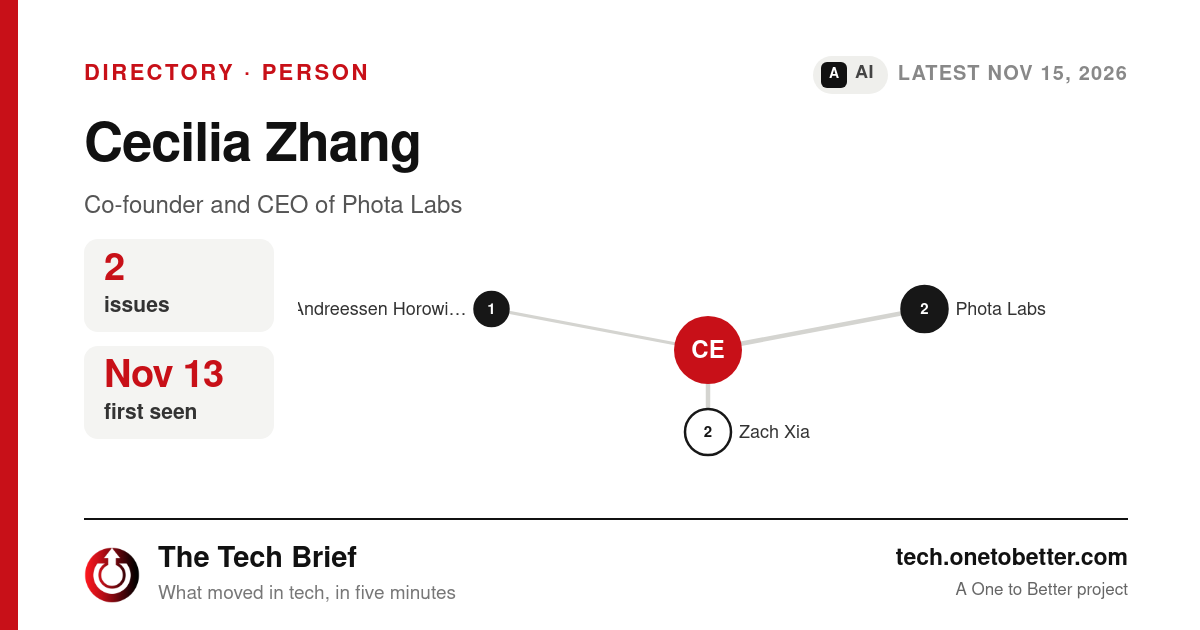 DIRECTORY · PERSON
A AI LATEST NOV 15, 2026
Cecilia Zhang
Co-founder and CEO of Phota Labs
2
issues
Nov 13
first seen
Andreessen Horowi… 1
CE
2 Phota Labs
2 Zach Xia
The Tech Brief
What moved in tech, in five minutes
tech.onetobetter.com
A One to Better project